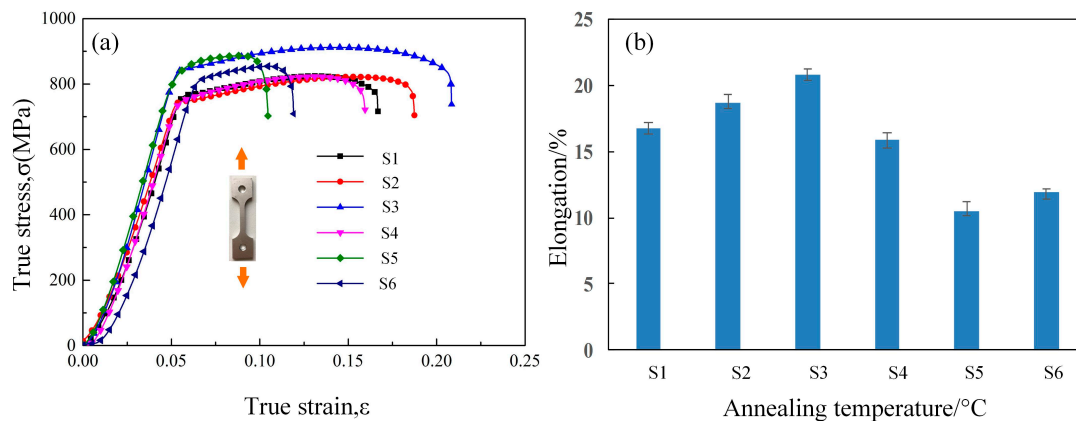 (a)
True stress,σ(MPa)
1000
800
600
400
200
0
0.00 0.05 0.10 0.15 0.20 0.25
True strain,ε
S1
S2
S3
S4
S5
S6
(b)
Elongation/%
25
20
15
10
5
0
S1 S2 S3 S4 S5 S6
Annealing temperature/°C